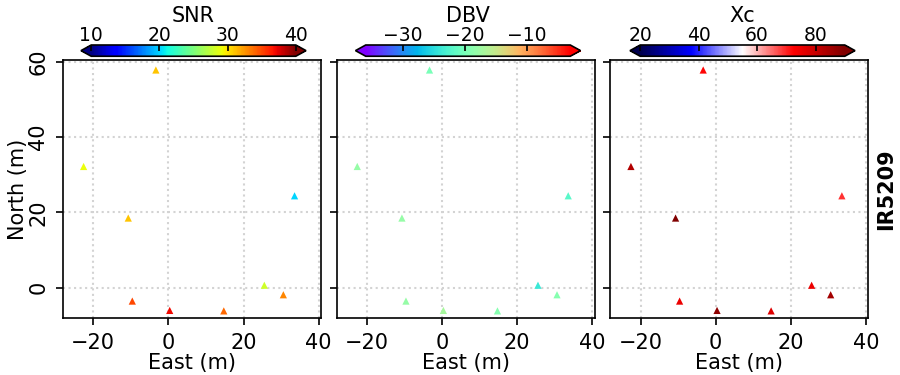 SNR DBV Xc
10 20 30 40 −30 −20 −10 20 40 60 80
60
40
20
0
North (m)
−20 0 20 40 −20 0 20 40 −20 0 20 40
East (m) East (m) East (m)
IR5209